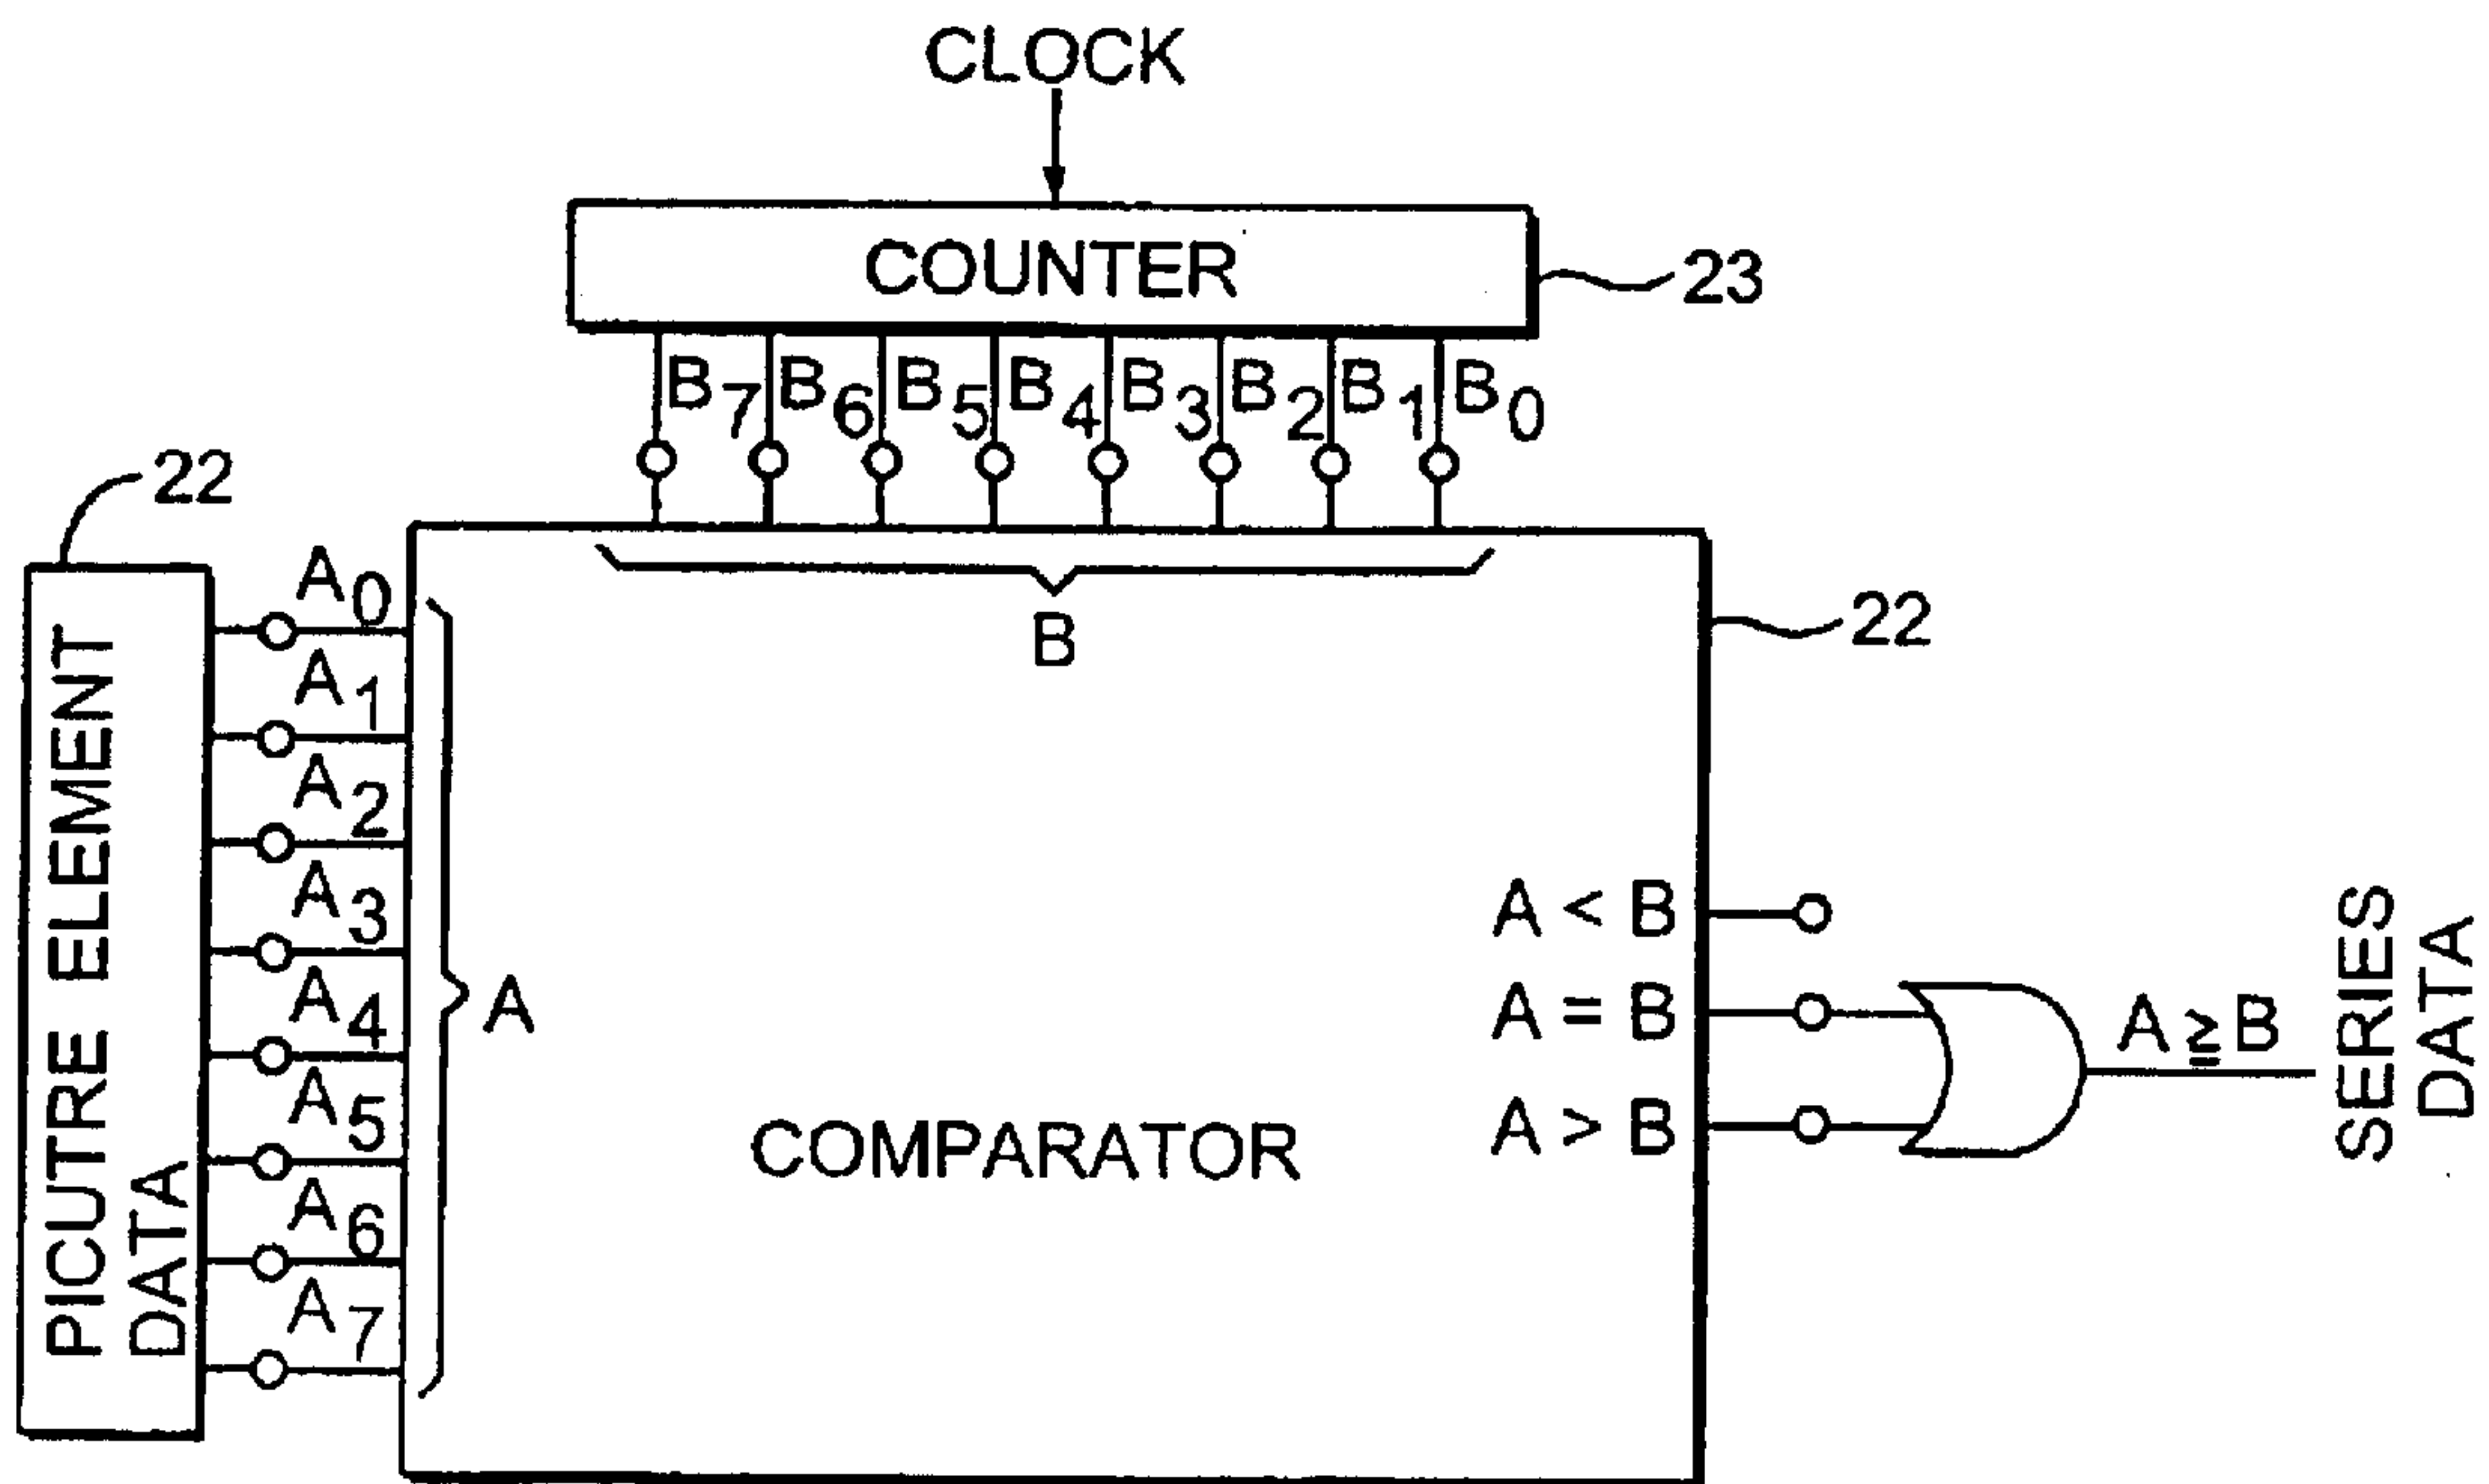 CLOCK
COUNTER
23
B7 B6 B5 B4 B3 B2 B1 B0
22
B
22
PICUTRE ELEMENT
DATA
A0
A1
A2
A3
A4
A5
A6
A7
A
COMPARATOR
A < B
A = B
A > B
A ≧ B
SERIES
DATA